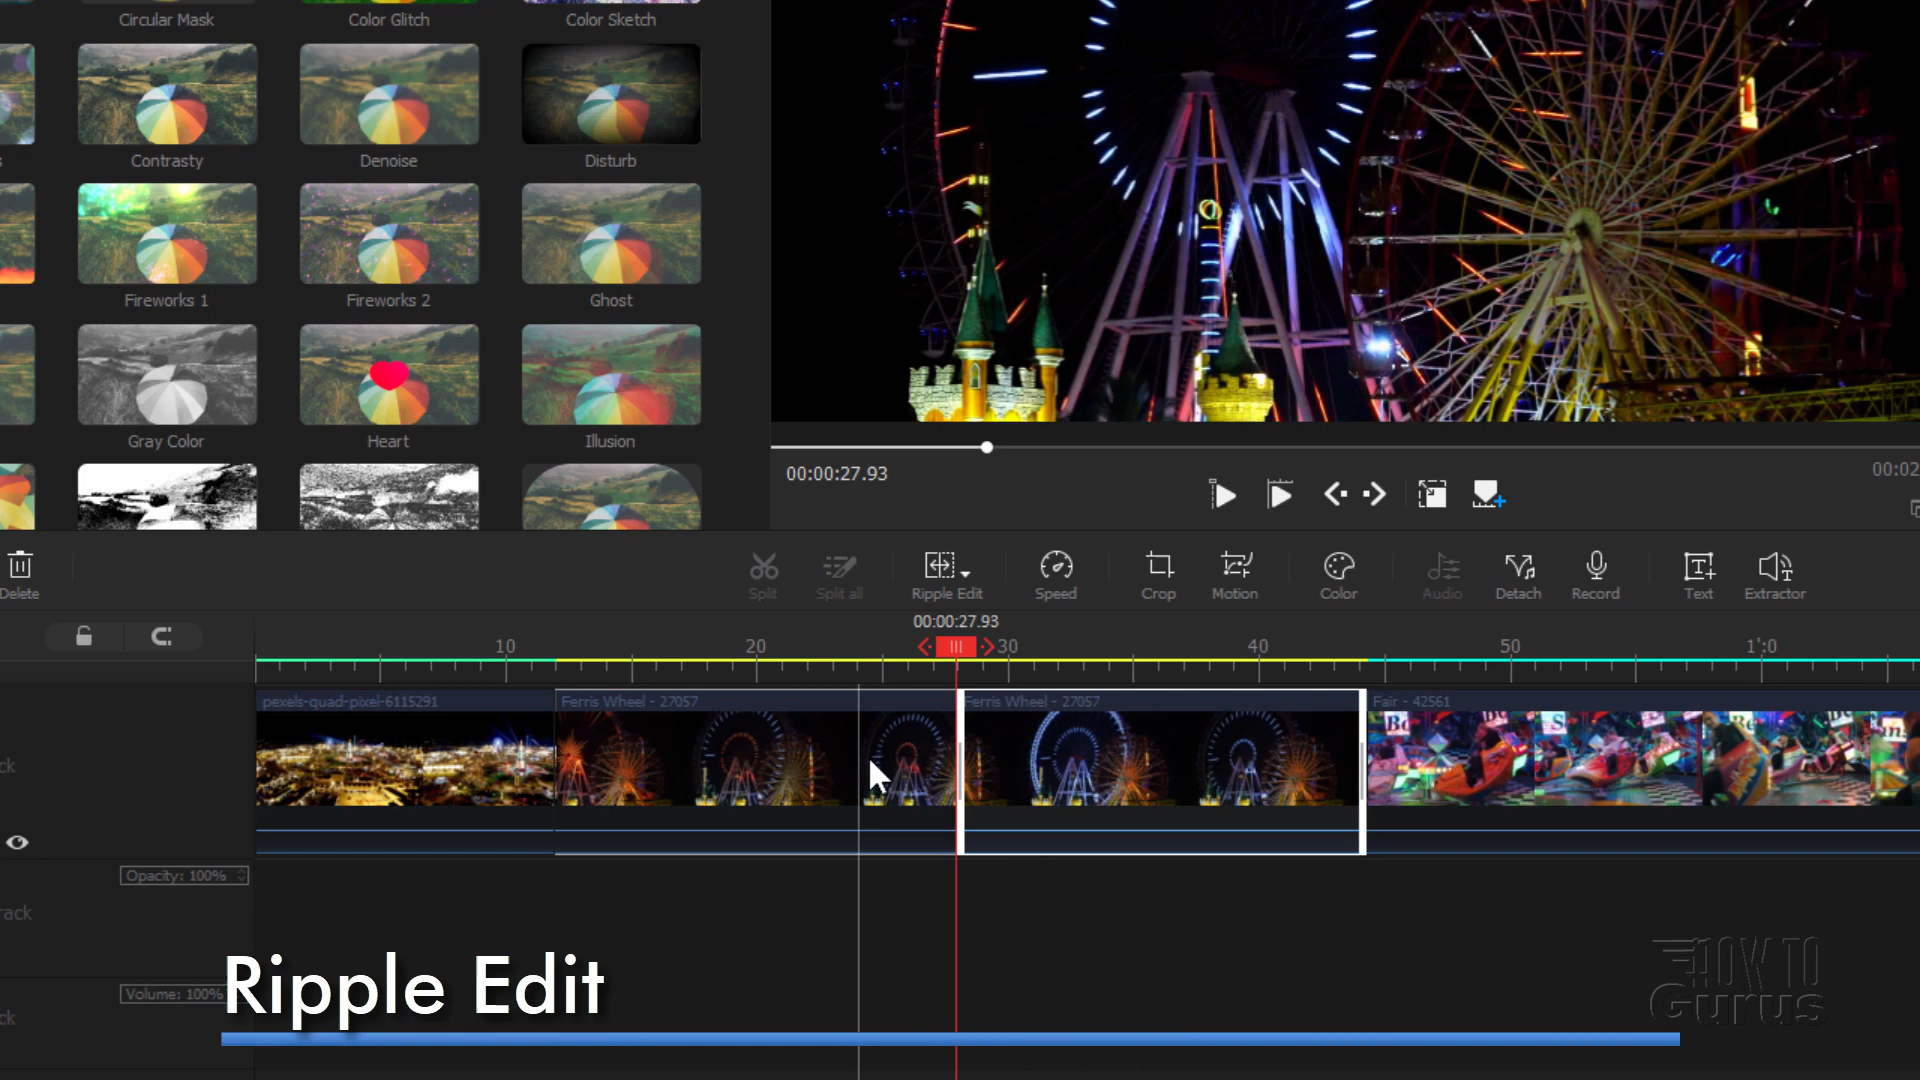 Circular Mask
Color Glitch
Color Sketch
Contrasty
Denoise
Disturb
Fireworks 1
Fireworks 2
Ghost
Gray Color
Heart
Illusion
00:00:27.93
00:02
Delete
Split
Split all
Ripple Edit
Speed
Crop
Motion
Color
Audio
Detach
Record
Text
Extractor
00:00:27.93
10
20
30
40
50
1':0
pexels-quad-pixel-6115291
Ferris Wheel - 27057
Ferris Wheel - 27057
Fair - 42561
ck
Opacity: 100%
rack
Volume: 100%
ck
Ripple Edit
HOW TO
Gurus